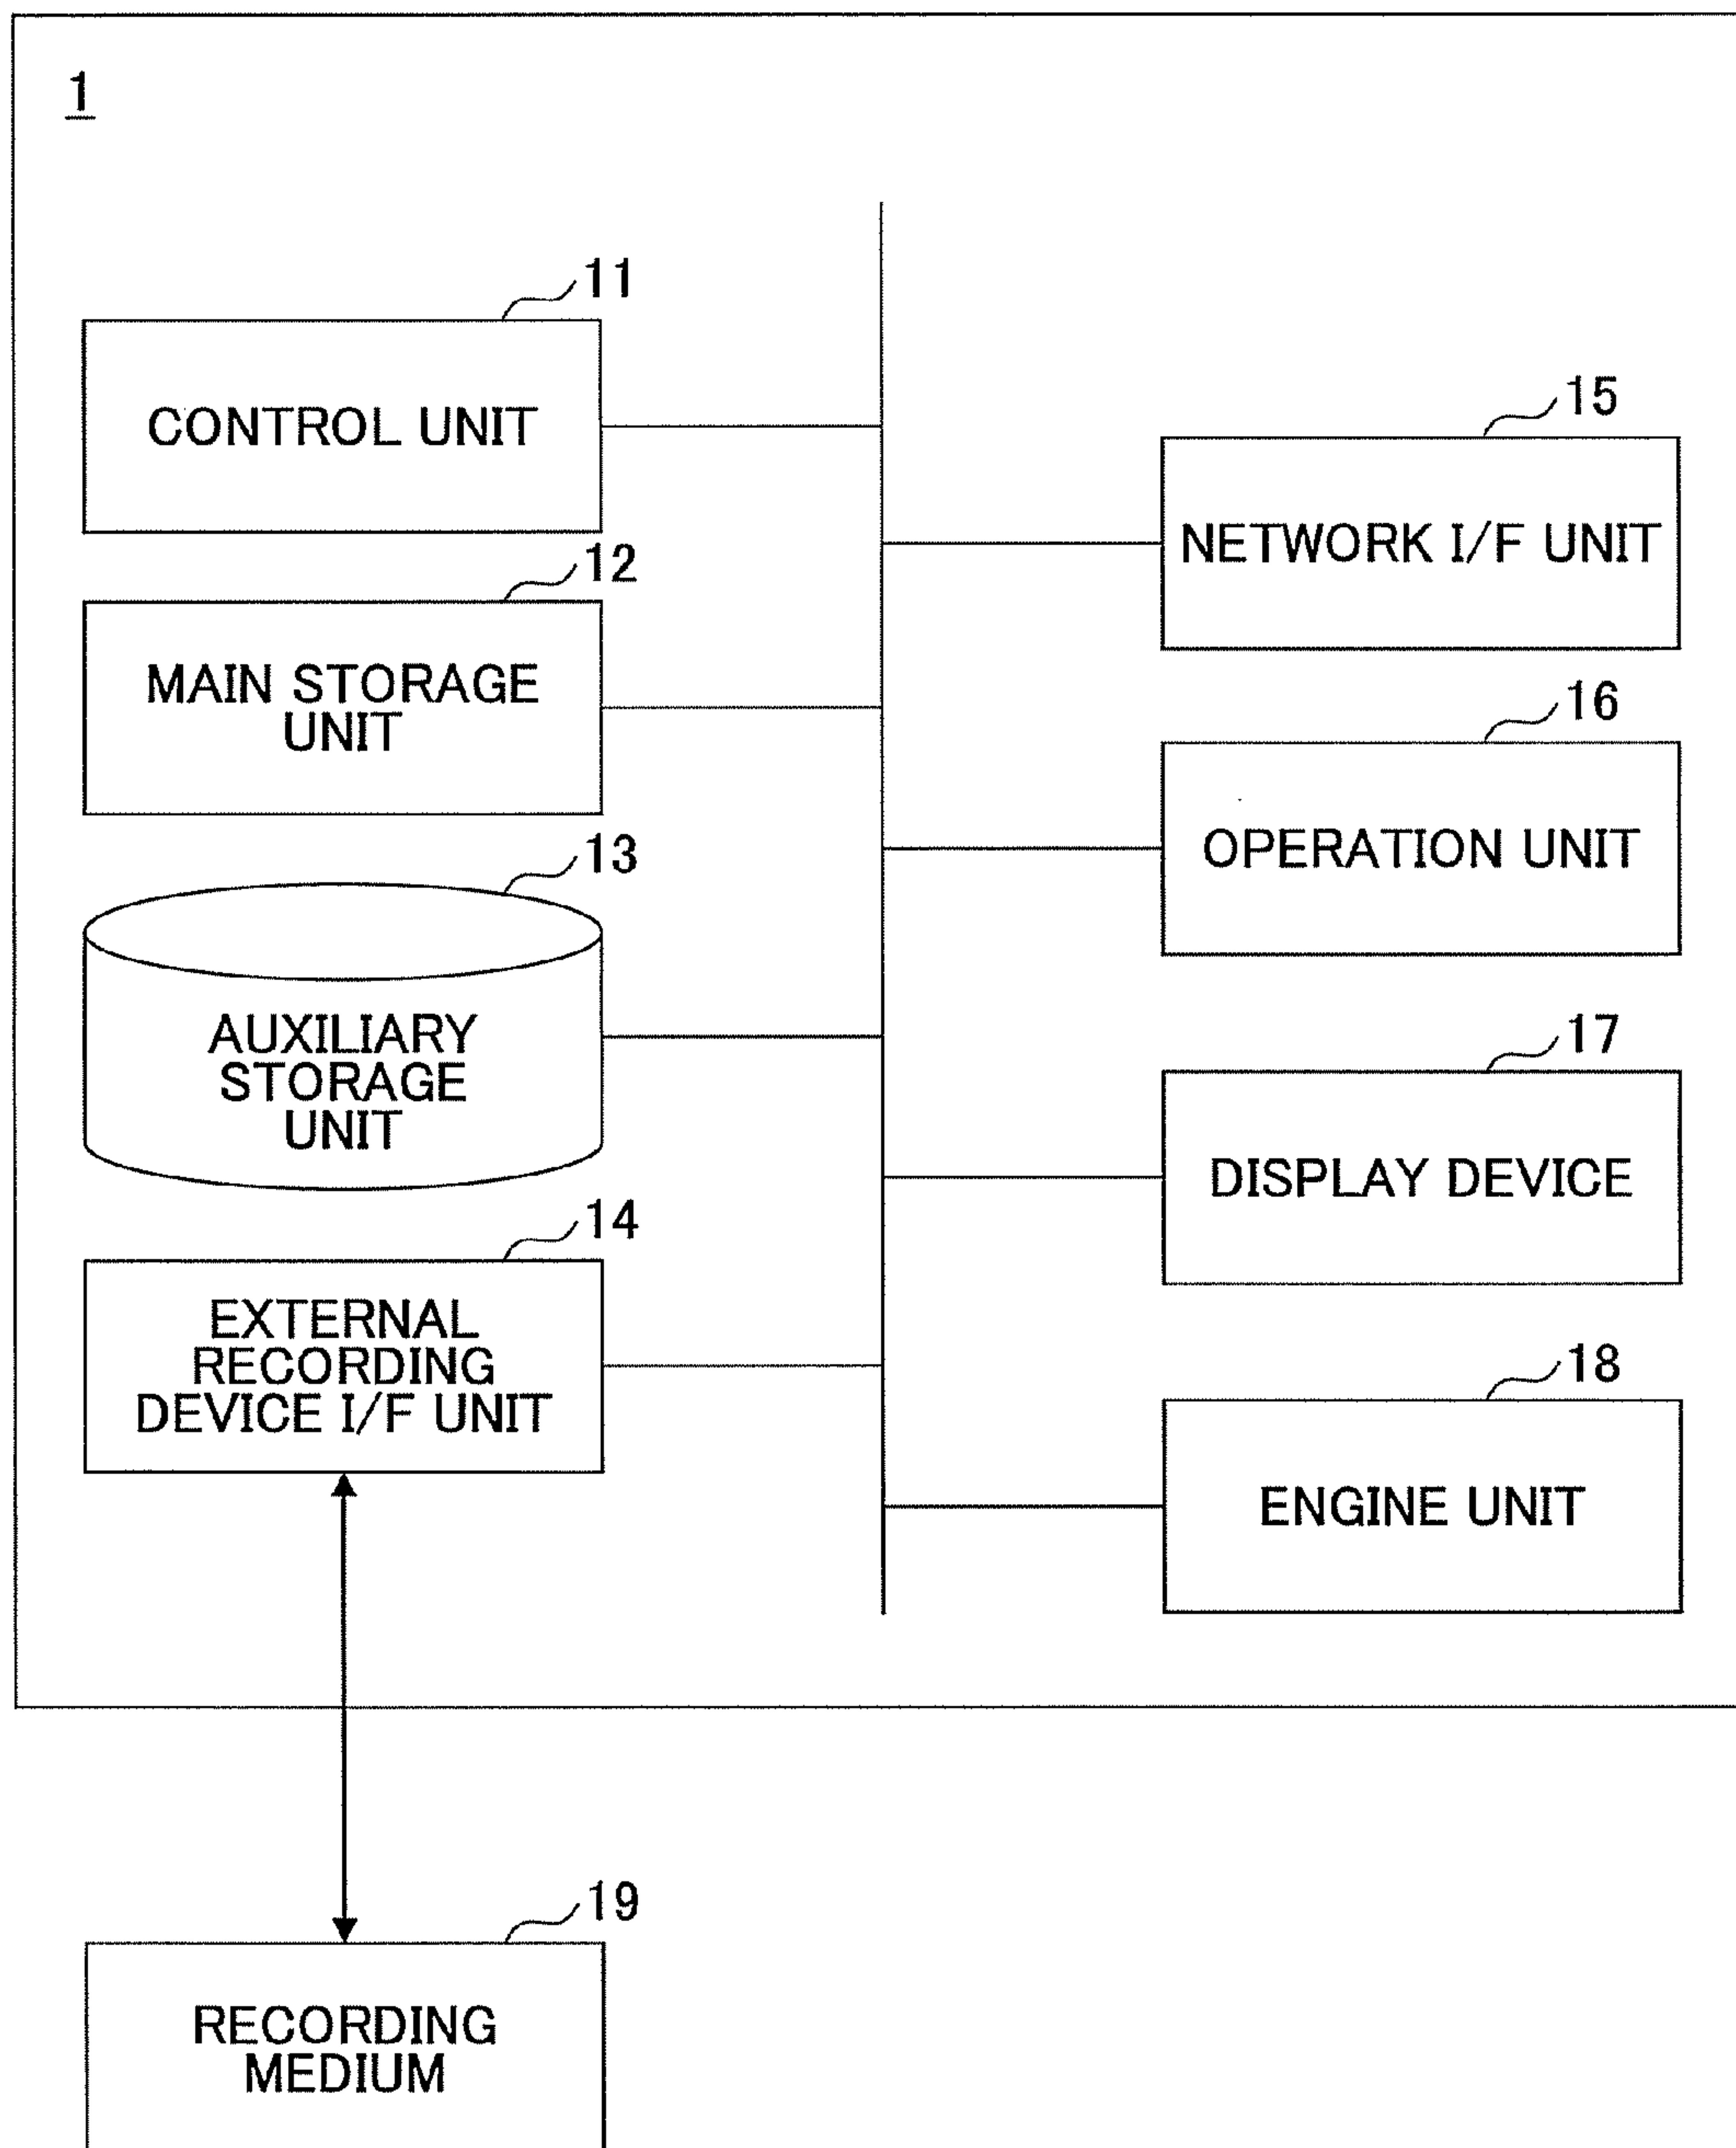 1
11
CONTROL UNIT
12
MAIN STORAGE
UNIT
13
AUXILIARY
STORAGE
UNIT
14
EXTERNAL
RECORDING
DEVICE I/F UNIT
15
NETWORK I/F UNIT
16
OPERATION UNIT
17
DISPLAY DEVICE
18
ENGINE UNIT
19
RECORDING
MEDIUM